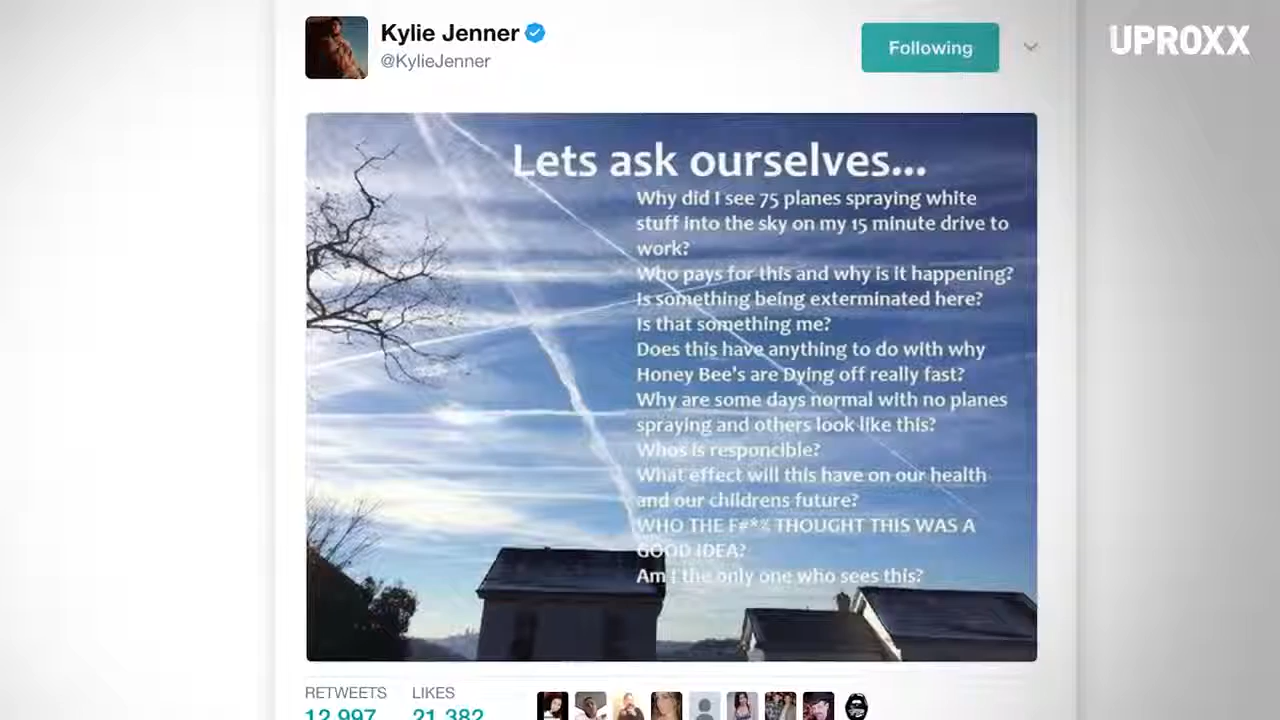 Kylie Jenner
@KylieJenner
Following
UPROXX
Lets ask ourselves...
Why did I see 75 planes spraying white
stuff into the sky on my 15 minute drive to
work?
Who pays for this and why is it happening?
Is something being exterminated here?
Is that something me?
Does this have anything to do with why
Honey Bee's are Dying off really fast?
Why are some days normal with no planes
spraying and others look like this?
Whos is responcible?
What effect will this have on our health
and our childrens future?
WHO THE F#*% THOUGHT THIS WAS A
GOOD IDEA?
Am I the only one who sees this?
RETWEETS LIKES
12,997 21,382